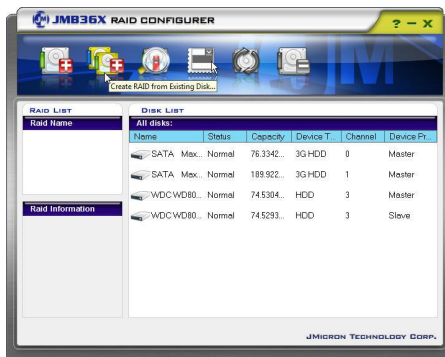 JMB36X RAID CONFIGURER
? – x
Create RAID from Existing Disk...
RAID LIST
Raid Name
Raid Information
DISK LIST
All disks:
Name Status Capacity Device T... Channel Device Pr...
SATA Max... Normal 76.3342... 3G HDD 0 Master
SATA Max... Normal 189.922... 3G HDD 1 Master
WDC WD80... Normal 74.5304... HDD 3 Master
WDC WD80... Normal 74.5293... HDD 3 Slave
JMICRON TECHNOLOGY CORP.